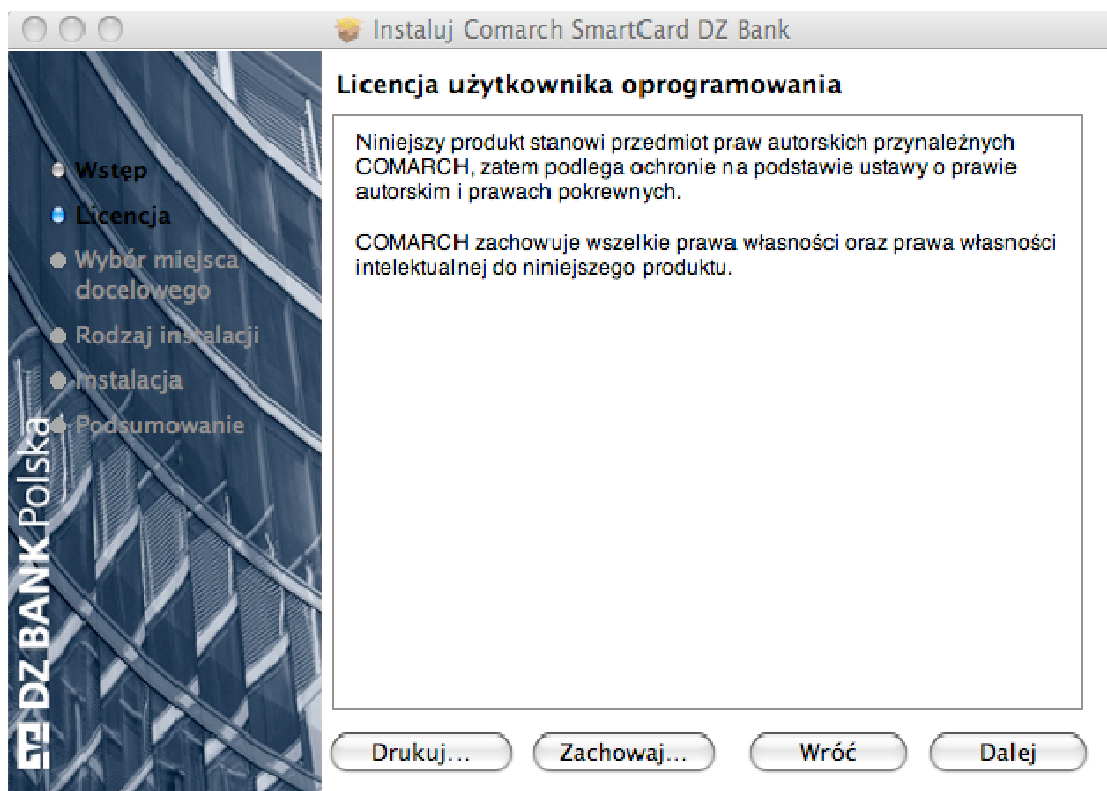 Instaluj Comarch SmartCard DZ Bank
Licencja użytkownika oprogramowania
Wstęp
Licencja
Wybór miejsca
docelowego
Rodzaj instalacji
Instalacja
Podsumowanie
DZ BANK Polska
Niniejszy produkt stanowi przedmiot praw autorskich przynależnych
COMARCH, zatem podlega ochronie na podstawie ustawy o prawie
autorskim i prawach pokrewnych.
COMARCH zachowuje wszelkie prawa własności oraz prawa własności
intelektualnej do niniejszego produktu.
Drukuj...
Zachowaj...
Wróć
Dalej